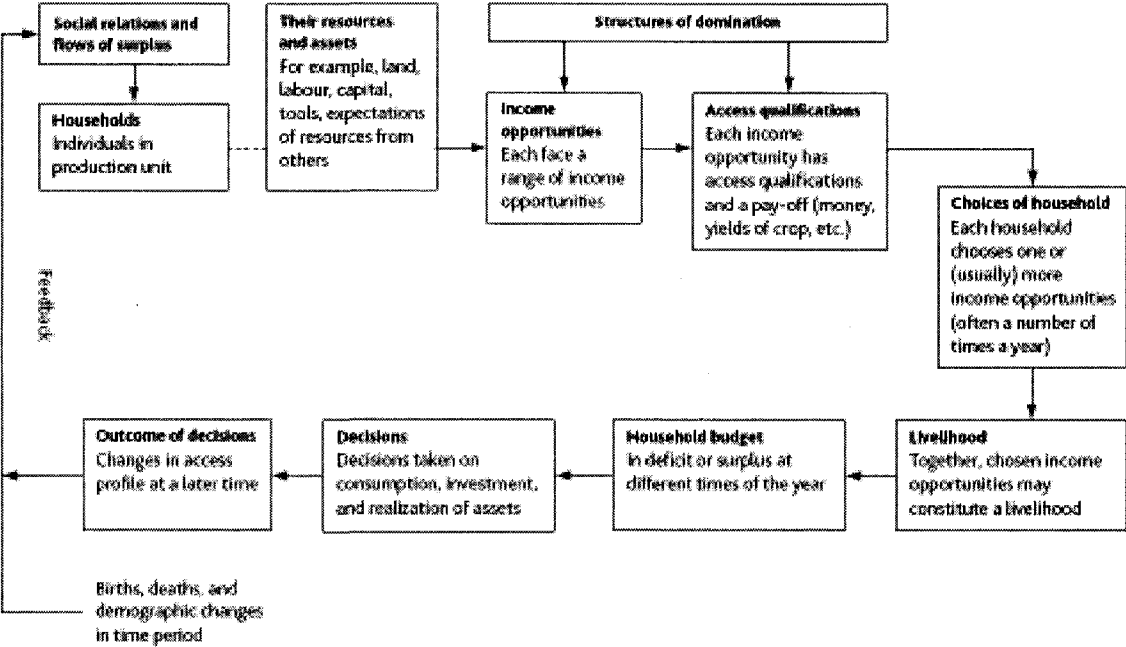 Social relations and
flows of surplus
Households
Individuals in
production unit
Their resources
and assets
For example, land,
labour, capital,
tools, expectations
of resources from
others
Structures of domination
Income
opportunities
Each face a
range of income
opportunities
Access qualifications
Each income
opportunity has
access qualifications
and a pay-off (money,
yields of crop, etc.)
Choices of household
Each household
chooses one or
(usually) more
income opportunities
(often a number of
times a year)
Livelihood
Together, chosen income
opportunities may
constitute a livelihood
Household budget
In deficit or surplus at
different times of the year
Decisions
Decisions taken on
consumption, investment,
and realization of assets
Outcome of decisions
Changes in access
profile at a later time
Feedback
Births, deaths, and
demographic changes
in time period